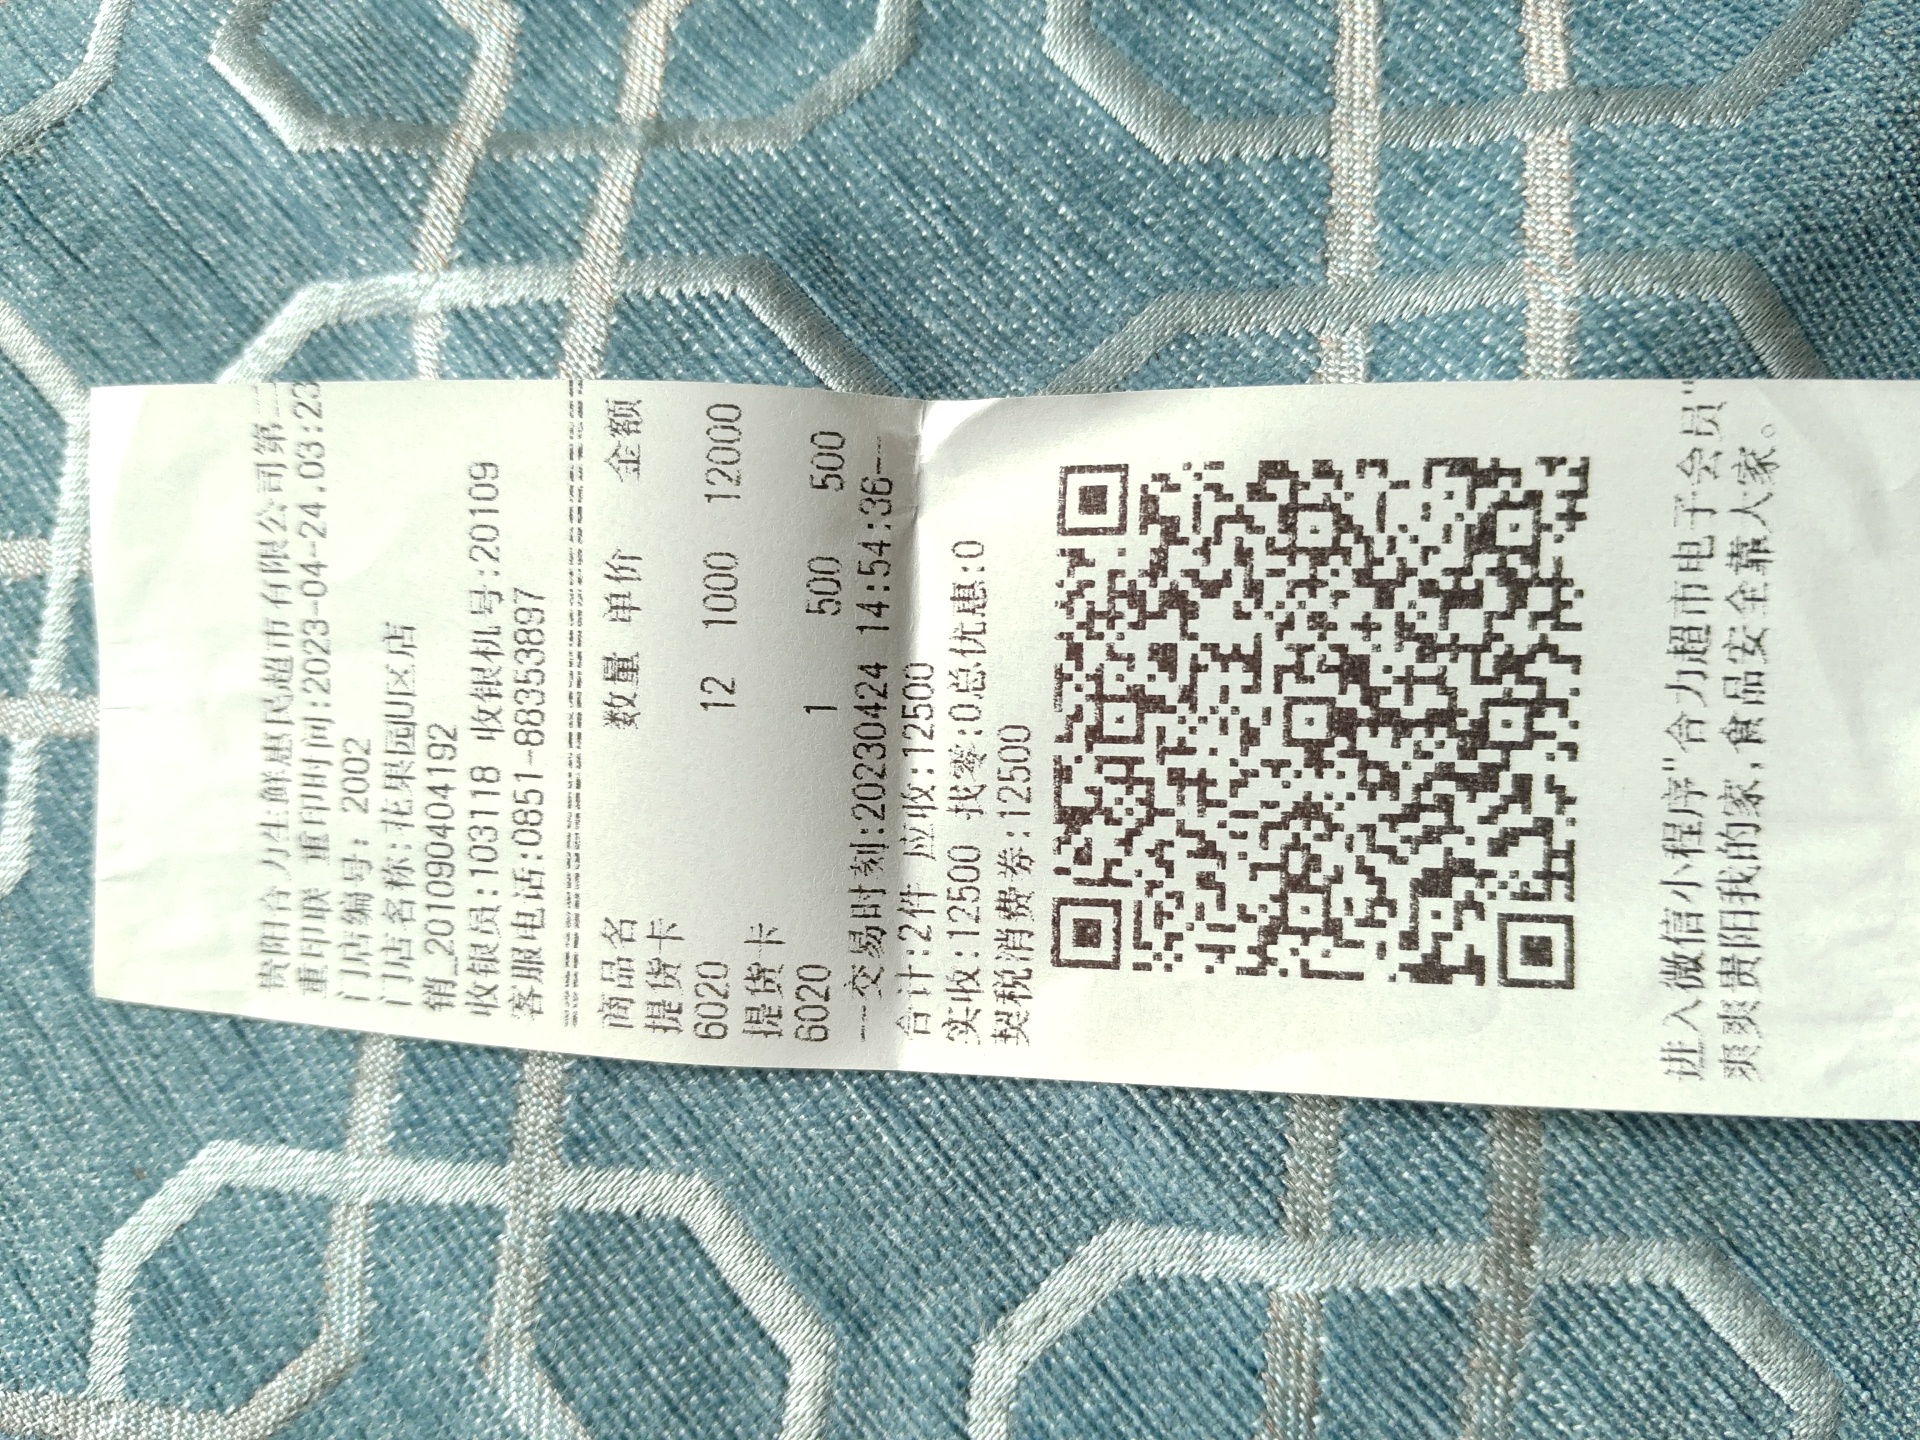 贵阳合力生鲜惠民超市有限公司第二
重印联 重印时间:2023-04-24.03:23
门店编号: 2002
门店名称:花果园U区店
销_201090404192
收银员:103118 收银机号:20109
客服电话:0851-88353897
商品名 数量 单价 金额
提货卡
6020 12 1000 12000
提货卡
6020 1 500 500
--交易时刻:20230424 14:54:36--
合计:2件 应收:12500
实收:12500 找零:0总优惠:0
契税消费券:12500
进入微信小程序"合力超市电子会员"
爽爽贵阳我的家,食品安全靠大家。